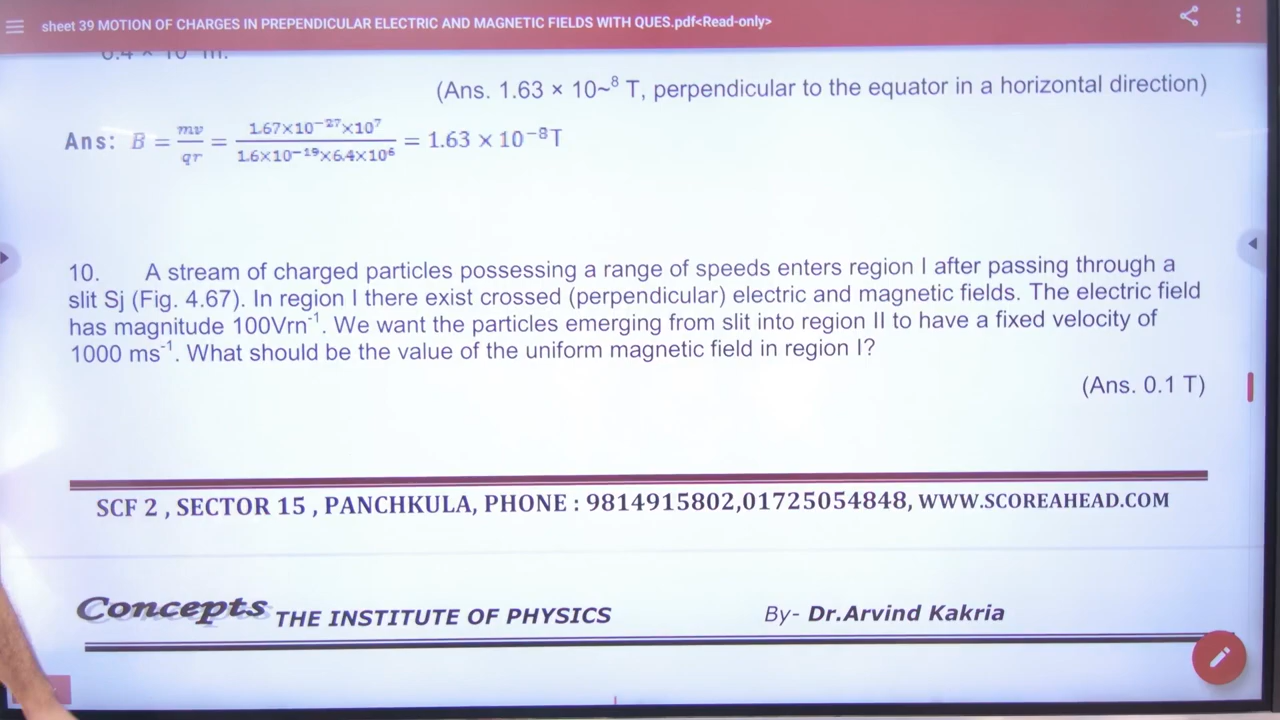 sheet 39 MOTION OF CHARGES IN PREPENDICULAR ELECTRIC AND MAGNETIC FIELDS WITH QUES.pdf<Read-only>
(Ans. 1.63 × 10~⁸ T, perpendicular to the equator in a horizontal direction)
Ans: B = mv/qr = 1.67×10⁻²⁷×10⁷/1.6×10⁻¹⁹×6.4×10⁶ = 1.63 × 10⁻⁸T
10. A stream of charged particles possessing a range of speeds enters region I after passing through a
slit Sj (Fig. 4.67). In region I there exist crossed (perpendicular) electric and magnetic fields. The electric field
has magnitude 100Vrn⁻¹. We want the particles emerging from slit into region II to have a fixed velocity of
1000 ms⁻¹. What should be the value of the uniform magnetic field in region I?
(Ans. 0.1 T)
SCF 2 , SECTOR 15 , PANCHKULA, PHONE : 9814915802,01725054848, WWW.SCOREAHEAD.COM
Concepts THE INSTITUTE OF PHYSICS By- Dr.Arvind Kakria